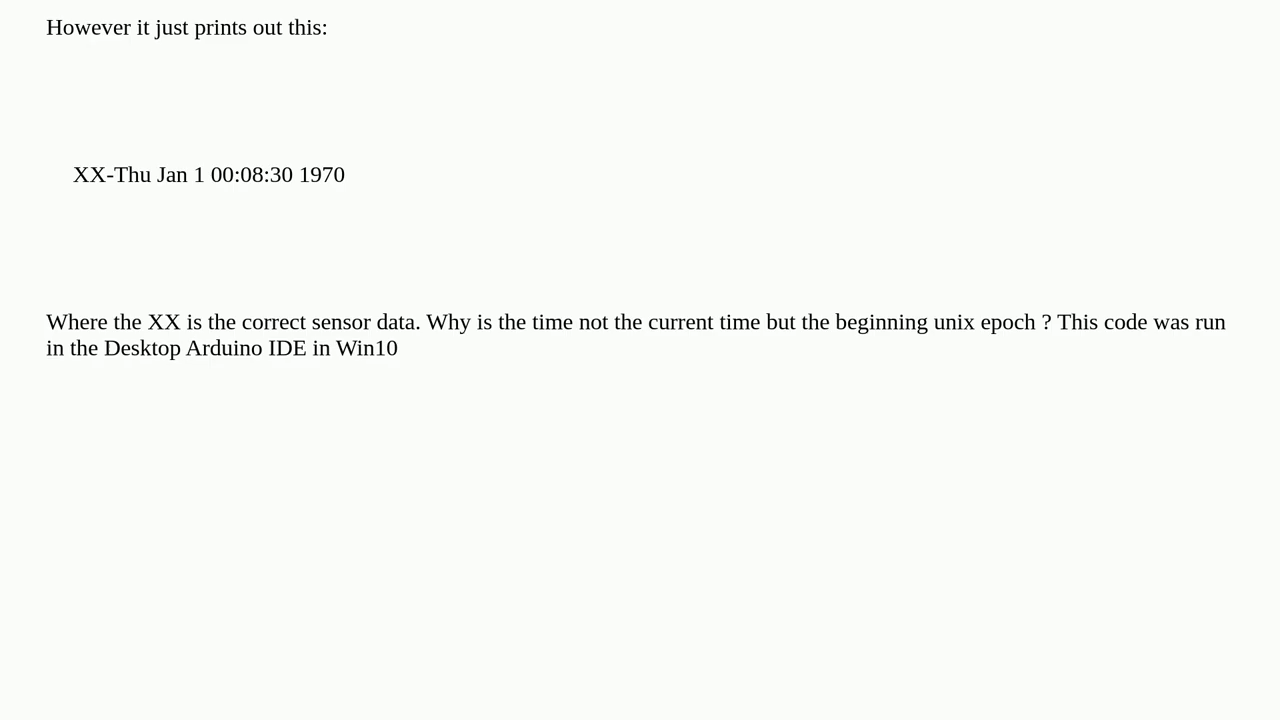 However it just prints out this:
XX-Thu Jan 1 00:08:30 1970
Where the XX is the correct sensor data. Why is the time not the current time but the beginning unix epoch ? This code was run
in the Desktop Arduino IDE in Win10